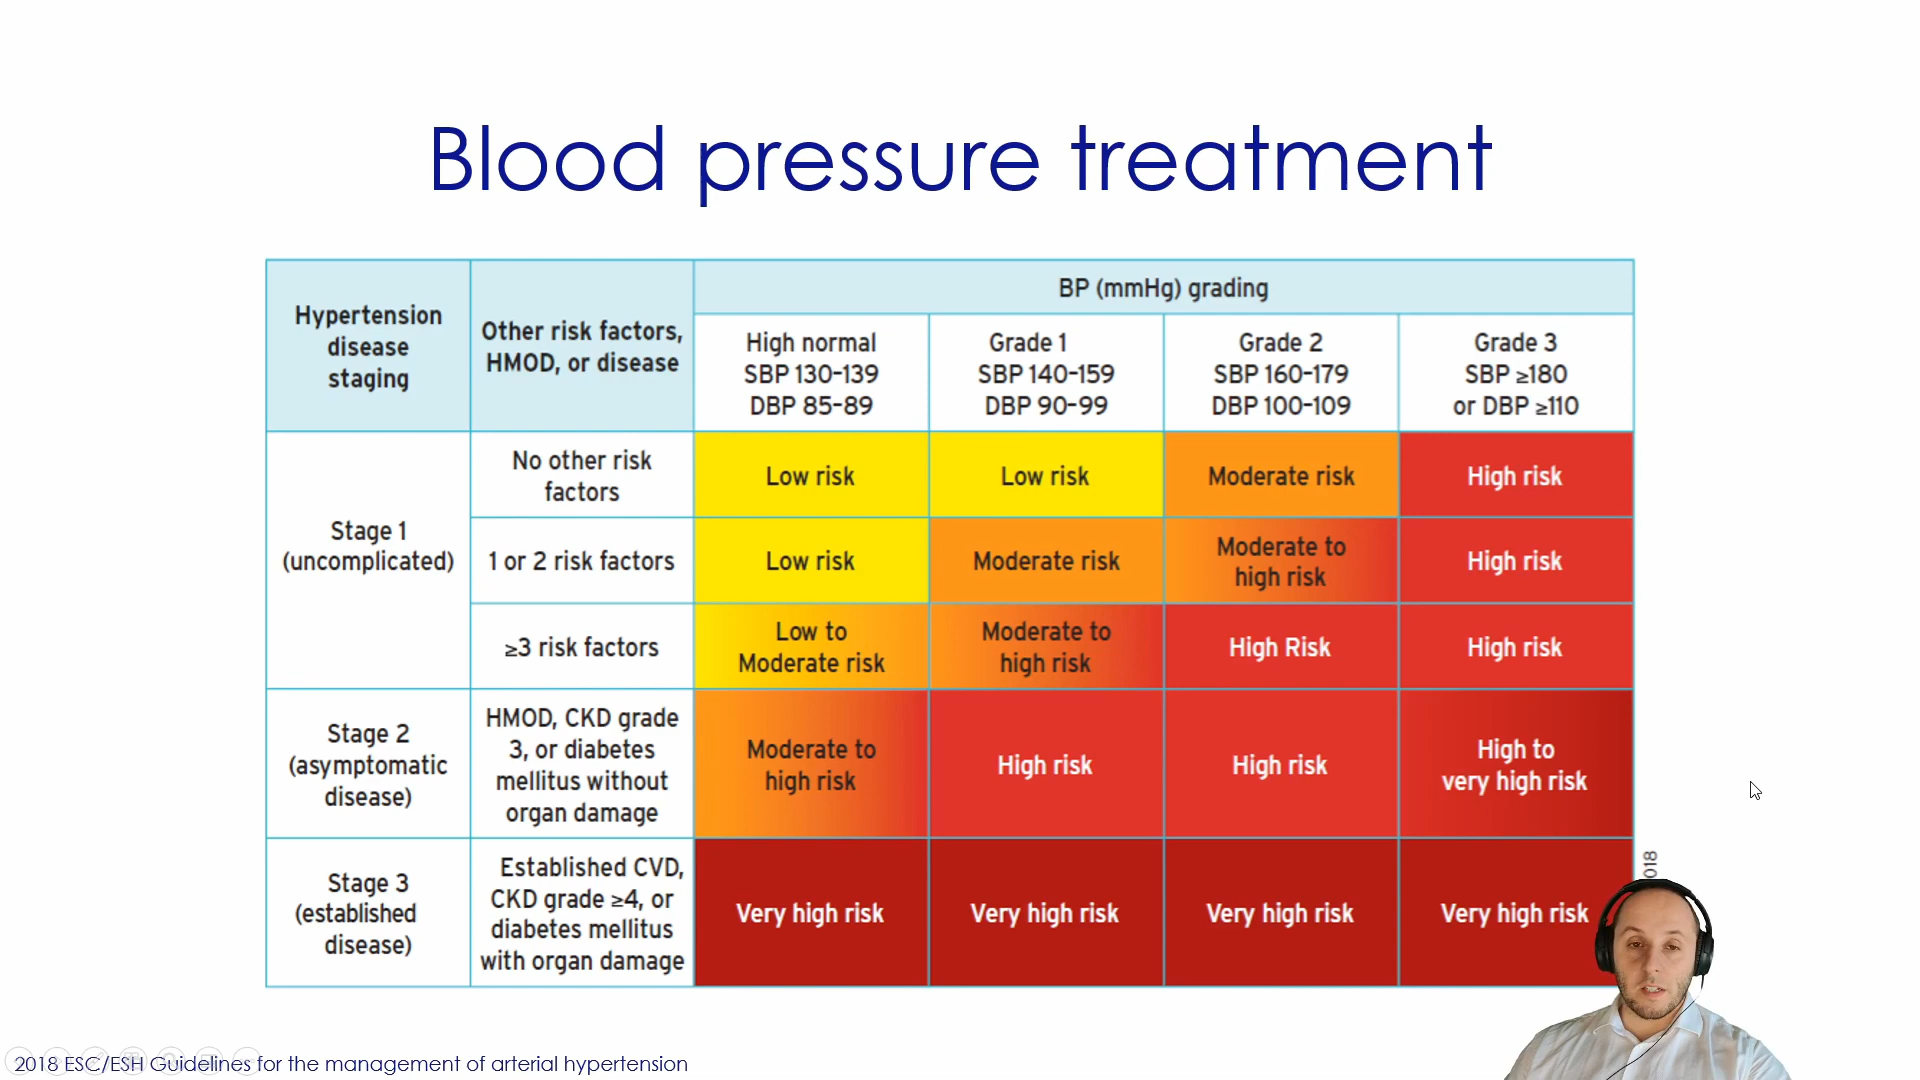 Blood pressure treatment
Hypertension
disease
staging
Other risk factors,
HMOD, or disease
BP (mmHg) grading
High normal
SBP 130-139
DBP 85-89
Grade 1
SBP 140-159
DBP 90-99
Grade 2
SBP 160-179
DBP 100-109
Grade 3
SBP ≥180
or DBP ≥110
Stage 1
(uncomplicated)
No other risk
factors
Low risk
Low risk
Moderate risk
High risk
1 or 2 risk factors
Low risk
Moderate risk
Moderate to
high risk
High risk
≥3 risk factors
Low to
Moderate risk
Moderate to
high risk
High Risk
High risk
Stage 2
(asymptomatic
disease)
HMOD, CKD grade
3, or diabetes
mellitus without
organ damage
Moderate to
high risk
High risk
High risk
High to
very high risk
Stage 3
(established
disease)
Established CVD,
CKD grade ≥4, or
diabetes mellitus
with organ damage
Very high risk
Very high risk
Very high risk
Very high risk
2018 ESC/ESH Guidelines for the management of arterial hypertension